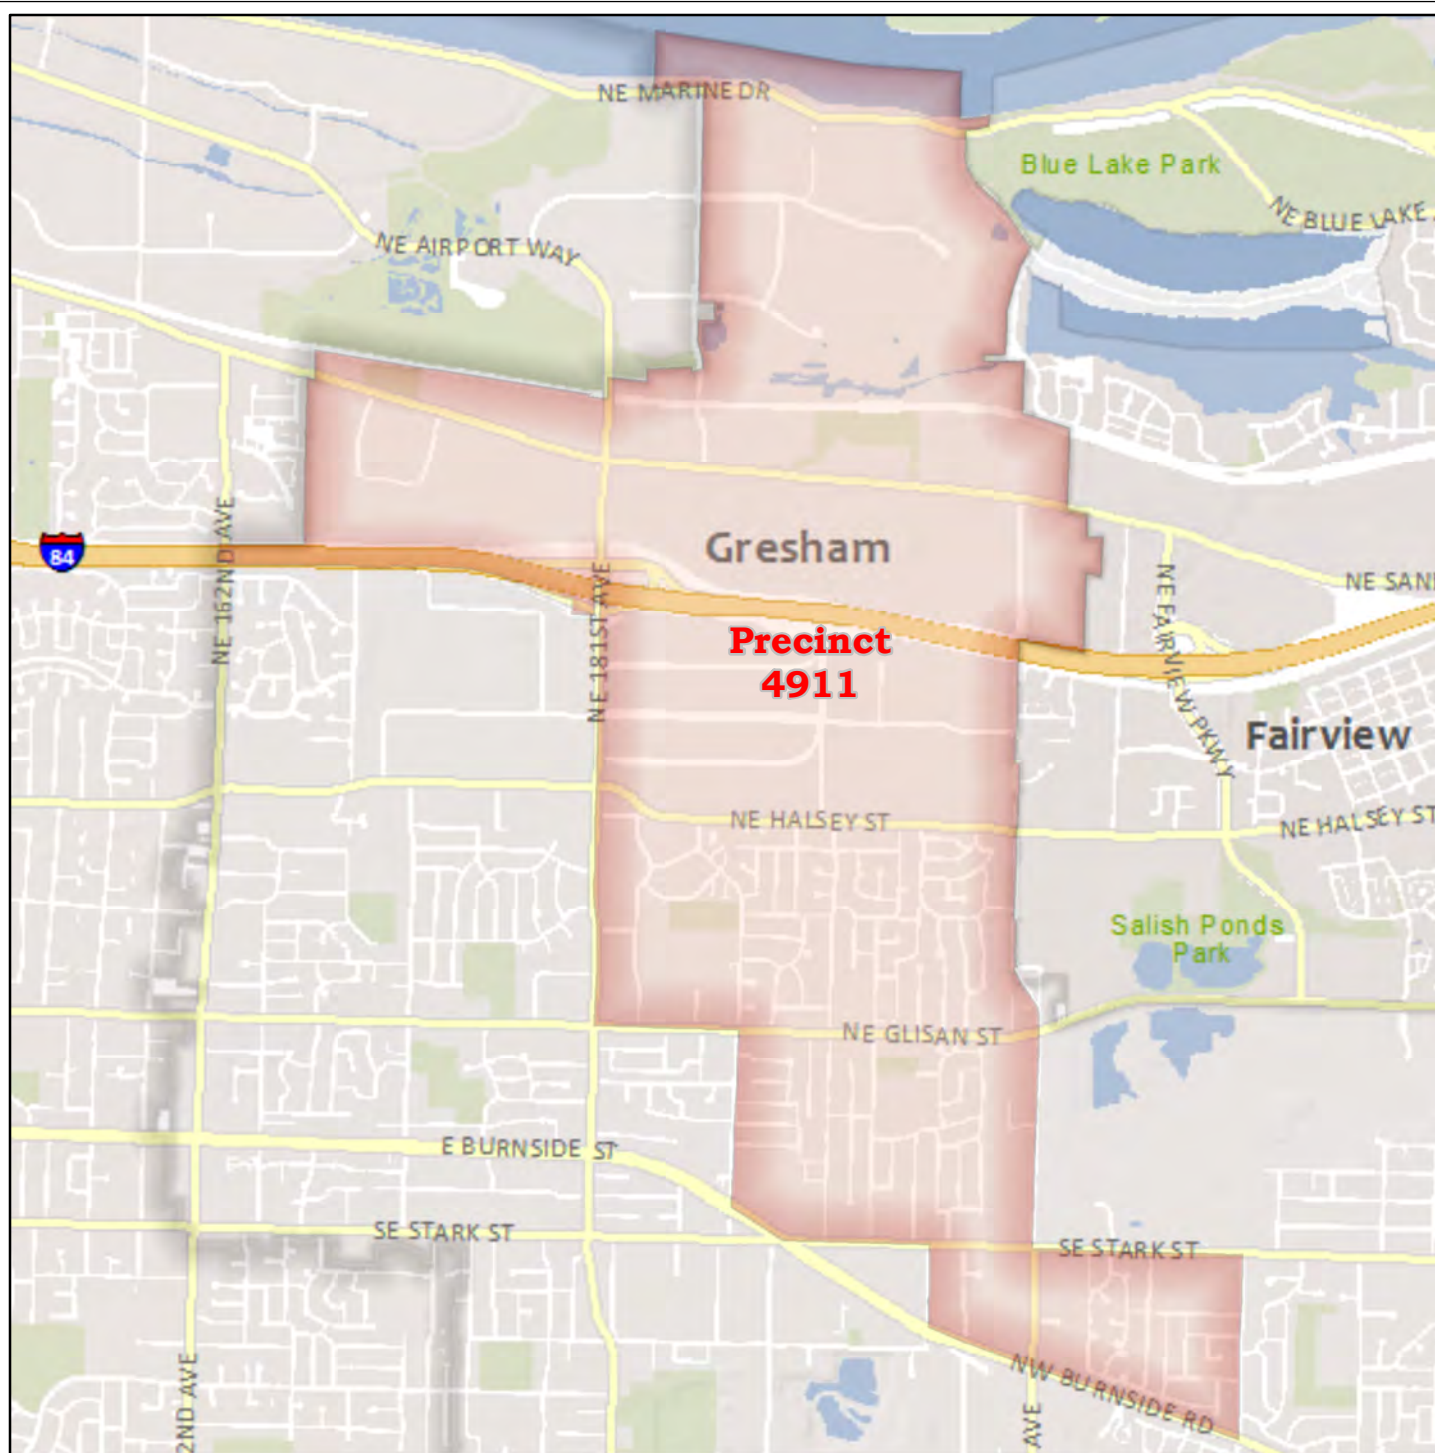 NE MARINE DR
Blue Lake Park
NE BLUE LAKE
NE AIRPORT WAY
84
NE 162ND AVE
Gresham
NE 181ST AVE
NE SAN
NE FAIRVIEW PKWY
Precinct
4911
Fairview
NE HALSEY ST
NE HALSEY ST
Salish Ponds
Park
NE GLISAN ST
E BURNSIDE ST
SE STARK ST
SE STARK ST
NW BURNSIDE RD
2ND AVE
AVE